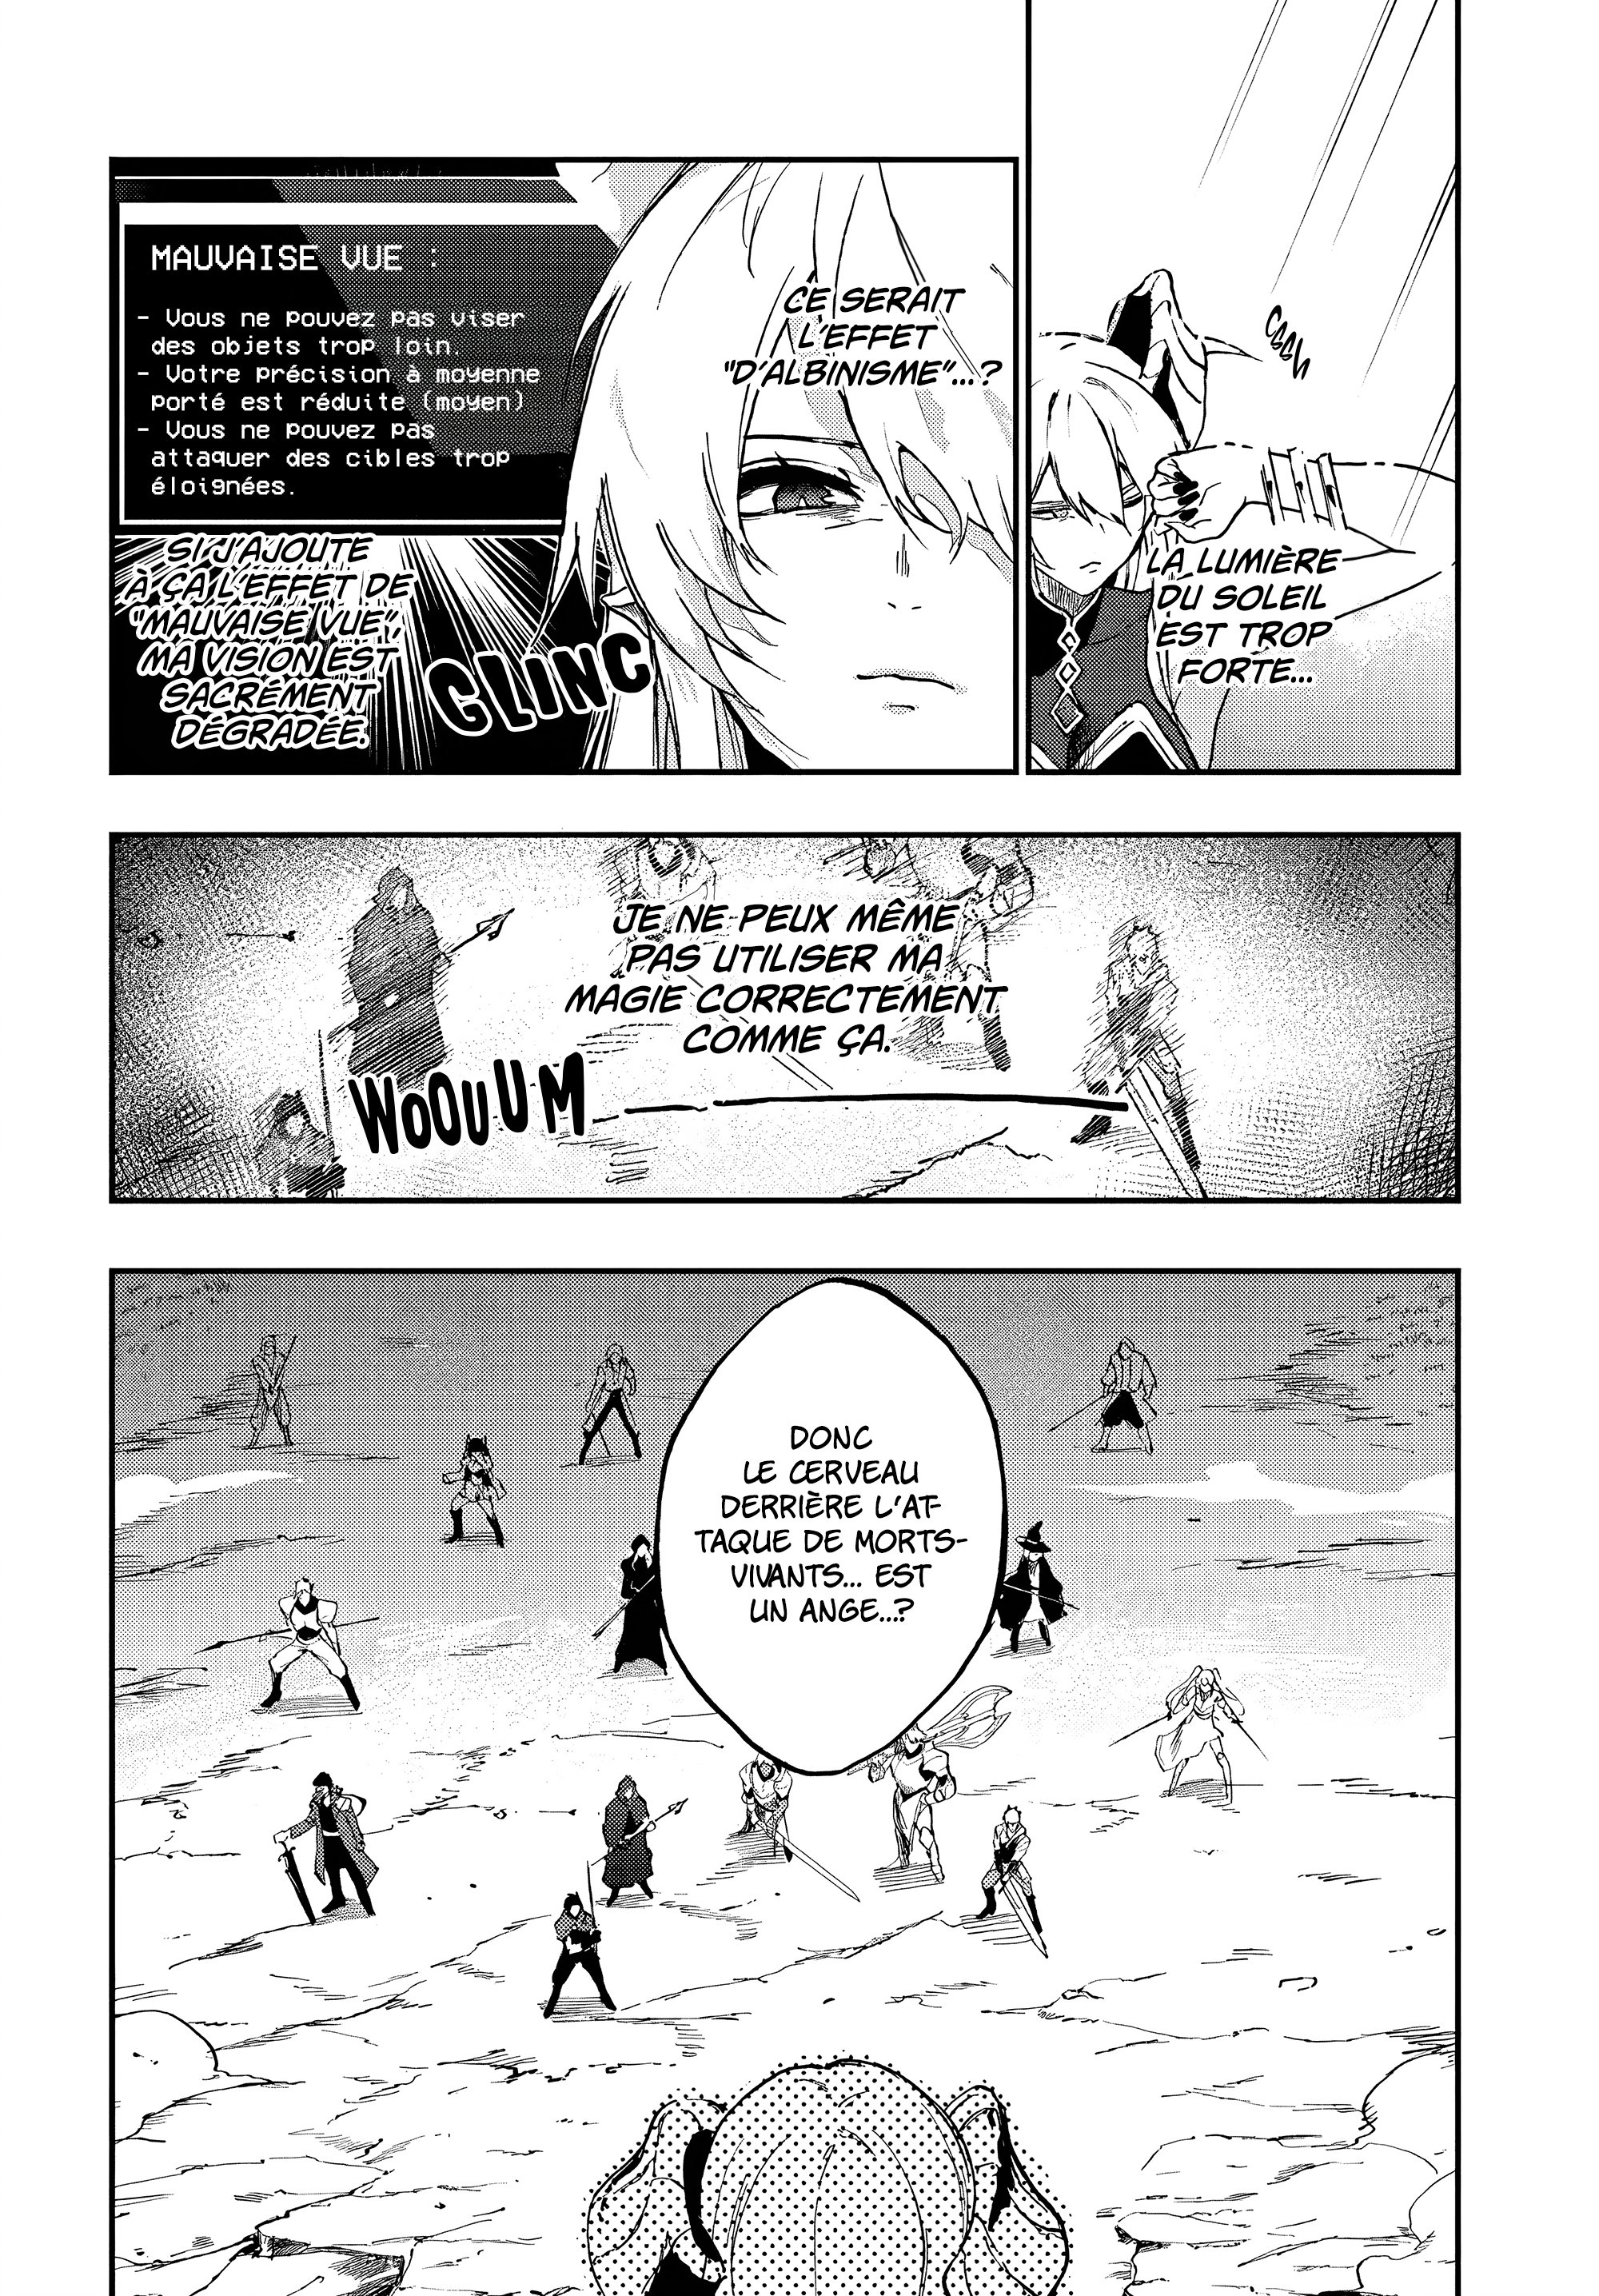 CSSH
LA LUMIÈRE
DU SOLEIL
EST TROP
FORTE...
CE SERAIT
L'EFFET
"D'ALBINISME"...?
MAUVAISE VUE :
- Vous ne pouvez pas viser
des objets trop loin.
- Votre précision à moyenne
porté est réduite (moyen)
- Vous ne pouvez pas
attaquer des cibles trop
éloignées.
SI J'AJOUTE
À ÇA L'EFFET DE
"MAUVAISE VUE",
MA VISION EST
SACRÉMENT
DÉGRADÉE.
GLINC
JE NE PEUX MÊME
PAS UTILISER MA
MAGIE CORRECTEMENT
COMME ÇA.
WOOUUM
DONC
LE CERVEAU
DERRIÈRE L'AT-
TAQUE DE MORTS-
VIVANTS... EST
UN ANGE...?